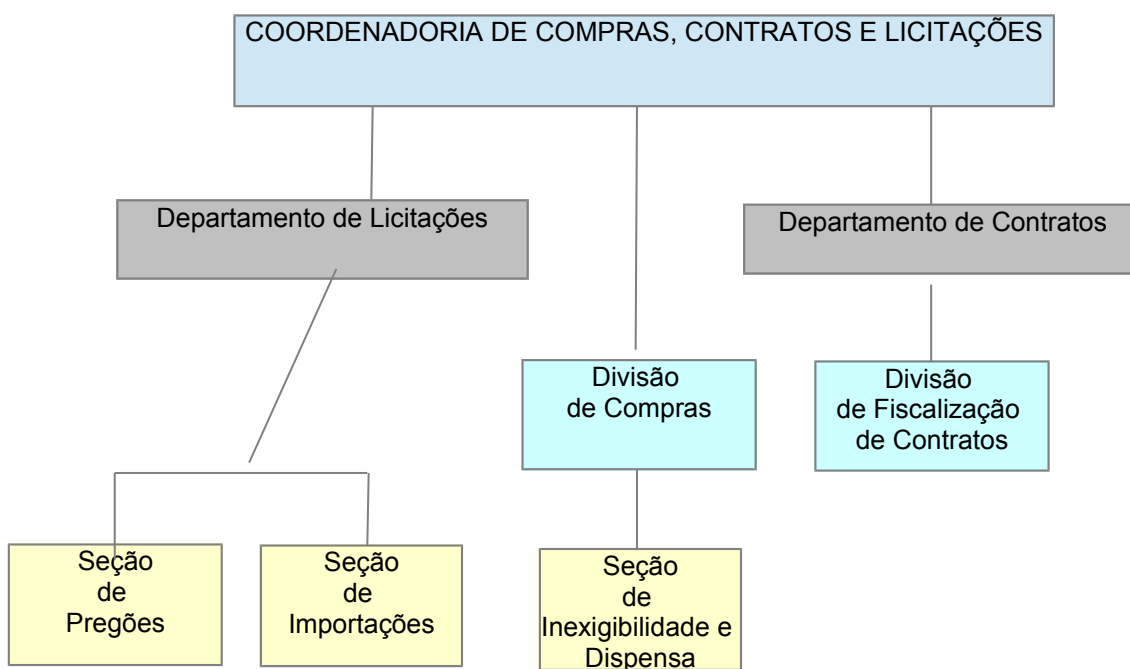 COORDENADORIA DE COMPRAS, CONTRATOS E LICITAÇÕES
Departamento de Licitações
Departamento de Contratos
Divisão
de Compras
Divisão
de Fiscalização
de Contratos
Seção
de
Pregões
Seção
de
Importações
Seção
de
Inexigibilidade e
Dispensa